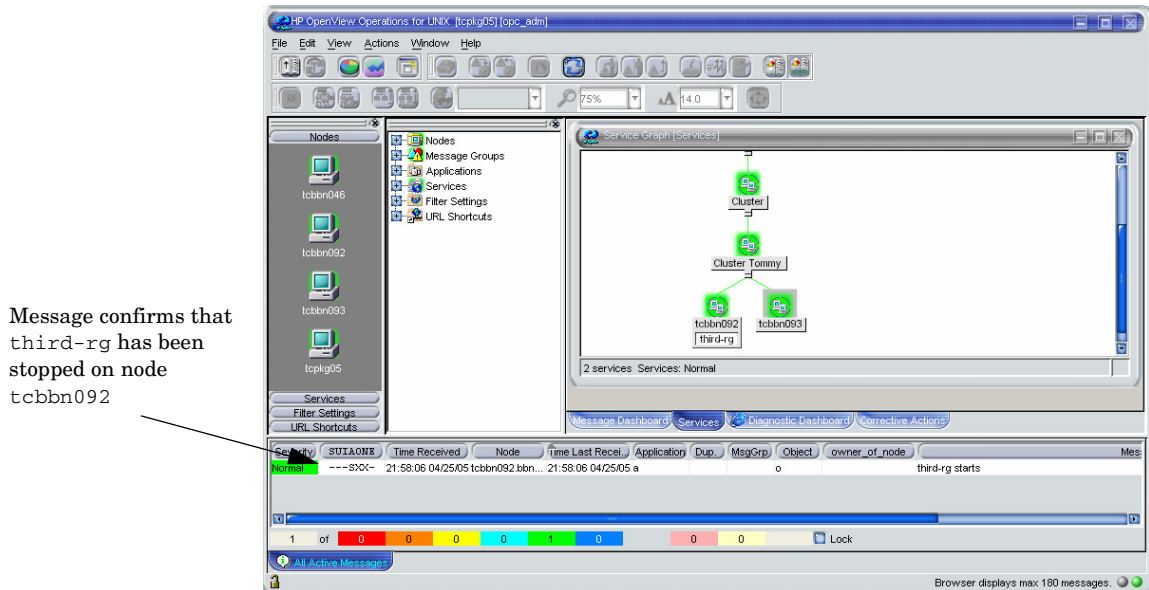 HP OpenView Operations for UNIX [tcpkg05] [opc_adm]
File Edit View Actions Window Help
75% AA 14.0
Nodes
tcbbn046
tcbbn092
tcbbn093
tcpkg05
Services
Filter Settings
URL Shortcuts
Nodes
Message Groups
Applications
Services
Filter Settings
URL Shortcuts
Service Graph [Services]
Cluster
Cluster Tommy
tcbbn092 tcbbn093
third-rg
2 services Services: Normal
Message Dashboard Services Diagnostic Dashboard Corrective Actions
Message confirms that
third-rg has been
stopped on node
tcbbn092
Severity SUIAONE Time Received Node Time Last Recei... Application Dup. MsgGrp Object owner_of_node Mes
Normal ---SXX- 21:58:06 04/25/05 tcbbn092.bbn... 21:58:06 04/25/05 a o third-rg starts
1 of 0 0 0 0 1 0 0 0 Lock
All Active Messages
Browser displays max 180 messages.